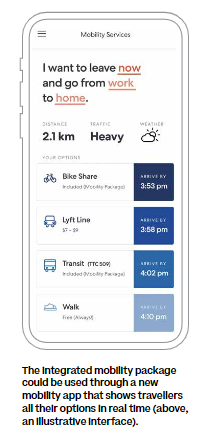 Mobility Services
I want to leave now
and go from work
to home.
DISTANCE TRAFFIC WEATHER
2.1 km Heavy
YOUR OPTIONS
Bike Share
Included (Mobility Package)
ARRIVE BY
3:53 pm
Lyft Line
$7 - $9
ARRIVE BY
3:58 pm
Transit (TTC 509)
Included (Mobility Package)
ARRIVE BY
4:02 pm
Walk
Free (Always!)
ARRIVE BY
4:10 pm
The integrated mobility package
could be used through a new
mobility app that shows travellers
all their options in real time (above,
an illustrative interface).